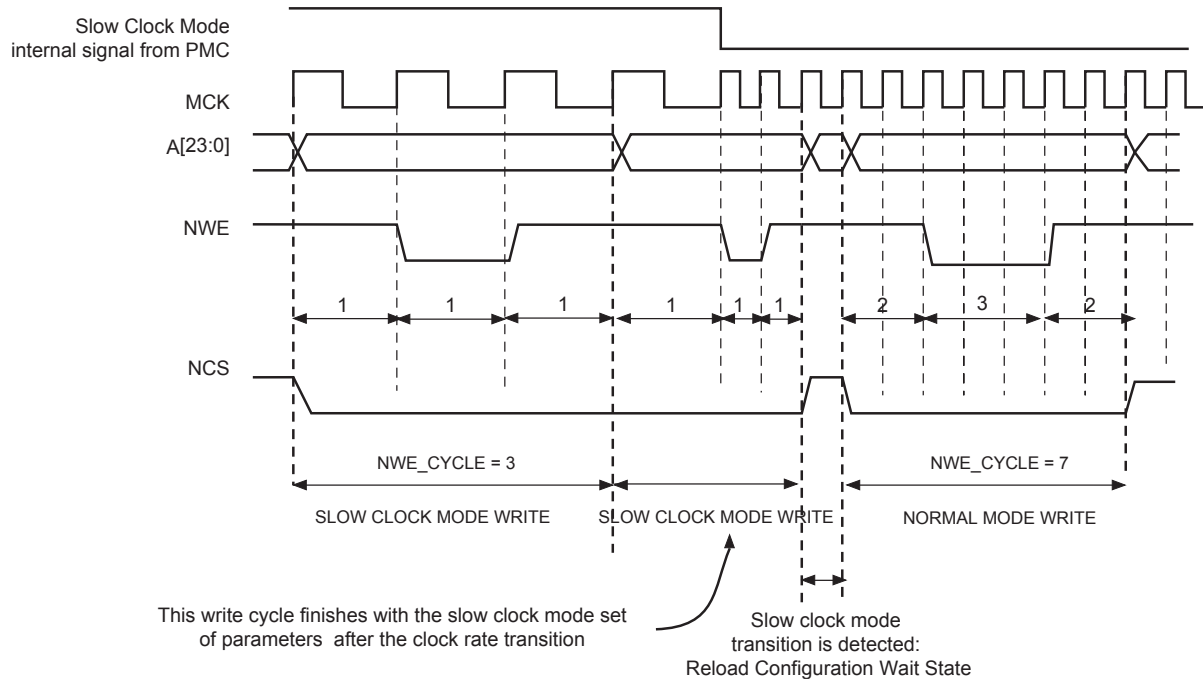 Slow Clock Mode
internal signal from PMC
MCK
A[23:0]
NWE
1 1 1 1 1 1 2 3 2
NCS
NWE_CYCLE = 3 NWE_CYCLE = 7
SLOW CLOCK MODE WRITE SLOW CLOCK MODE WRITE NORMAL MODE WRITE
This write cycle finishes with the slow clock mode set
of parameters after the clock rate transition
Slow clock mode
transition is detected:
Reload Configuration Wait State